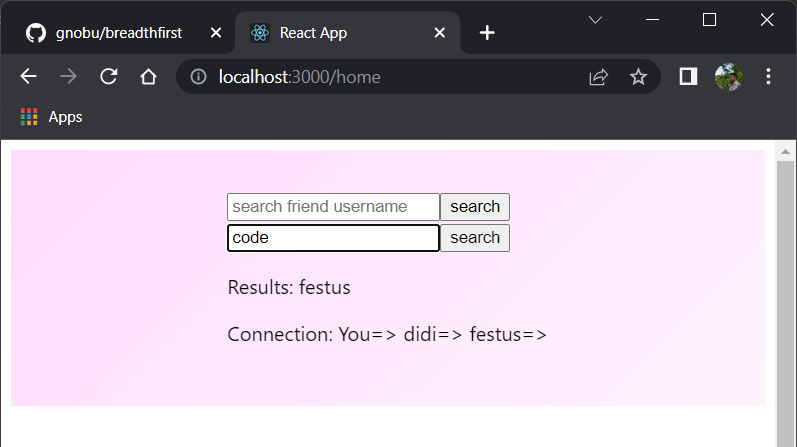 gnobu/breadthfirst
React App
localhost:3000/home
Apps
search friend username search
code search
Results: festus
Connection: You=> didi=> festus=>